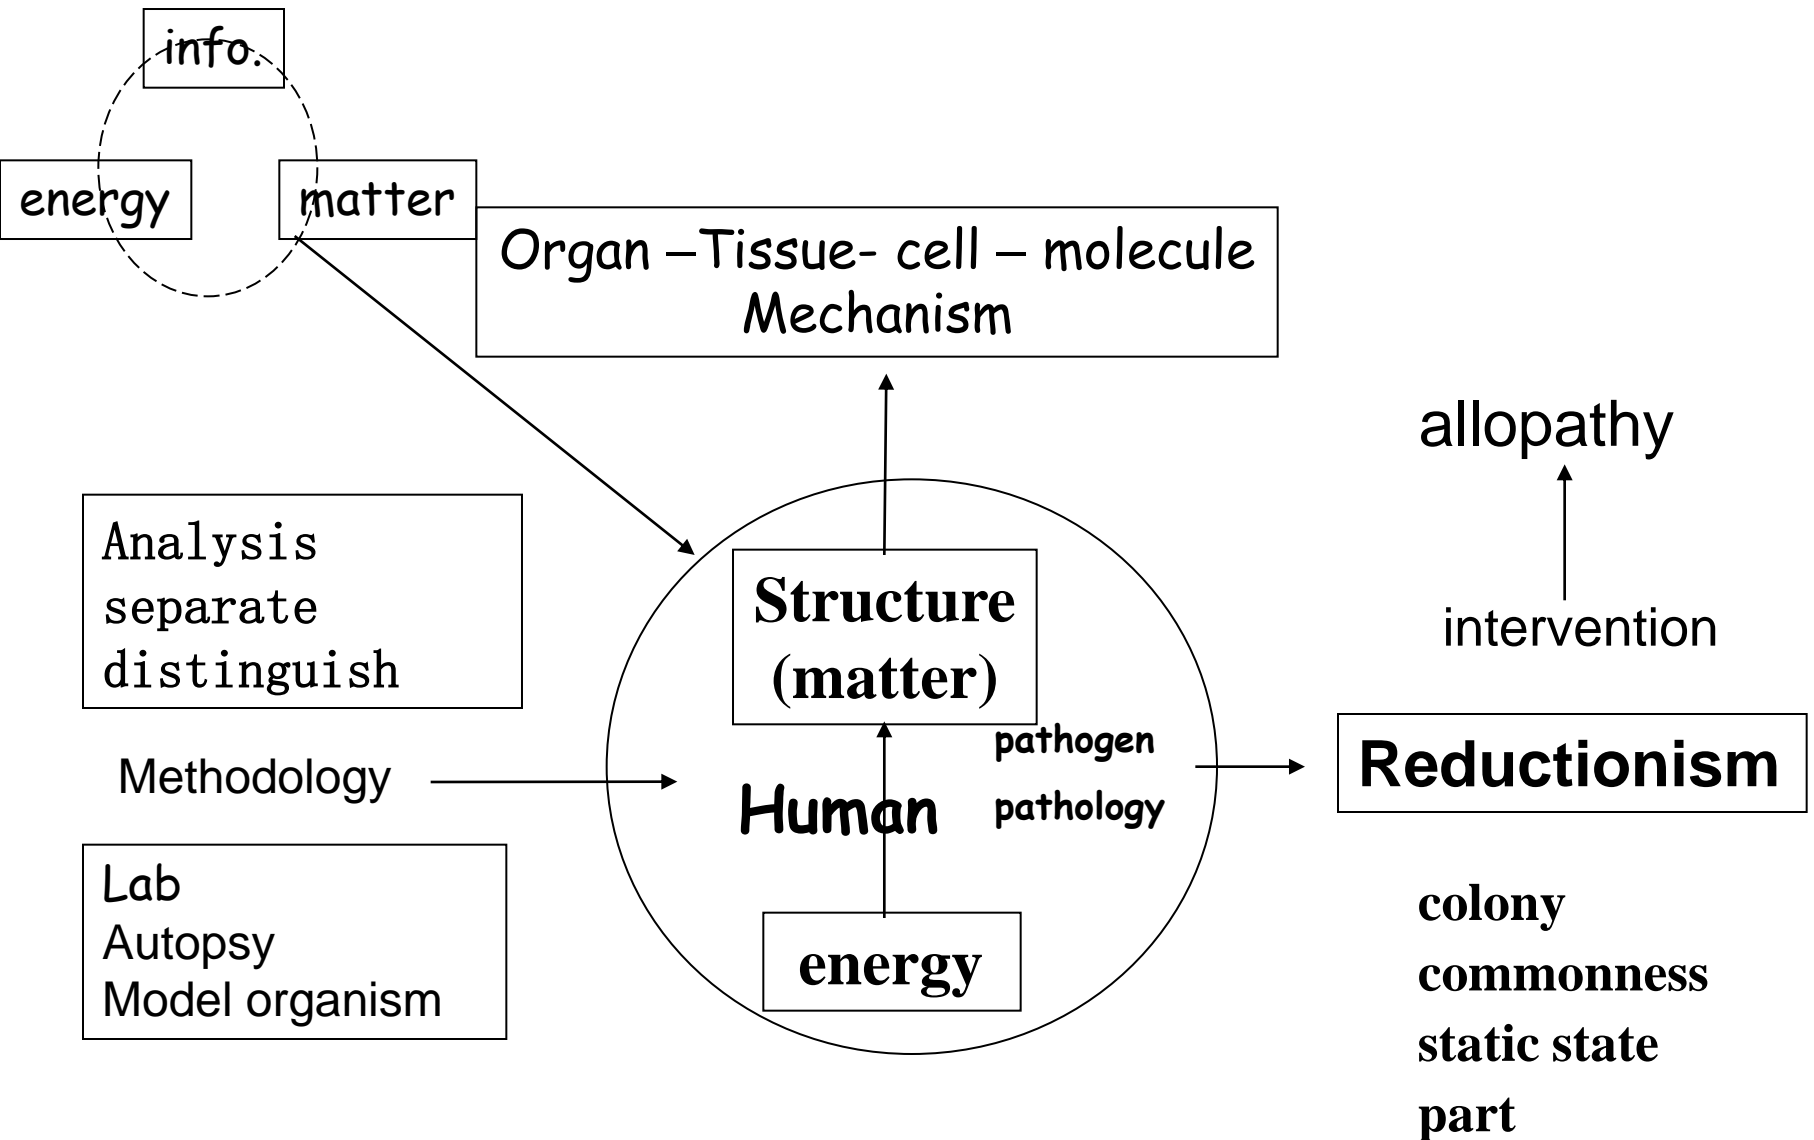 info.
energy
matter
Organ –Tissue- cell – molecule
Mechanism
allopathy
intervention
Analysis
separate
distinguish
Methodology
Lab
Autopsy
Model organism
Structure
(matter)
pathogen
Human
pathology
energy
Reductionism
colony
commonness
static state
part